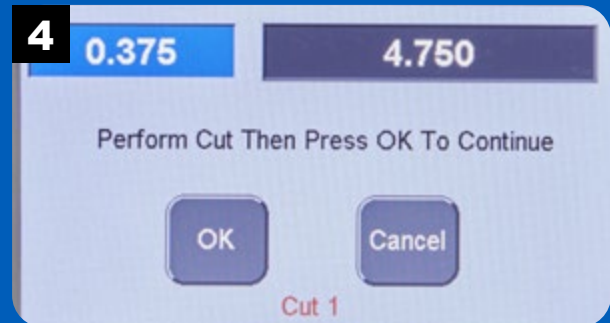 4
0.375 4.750
Perform Cut Then Press OK To Continue
OK Cancel
Cut 1